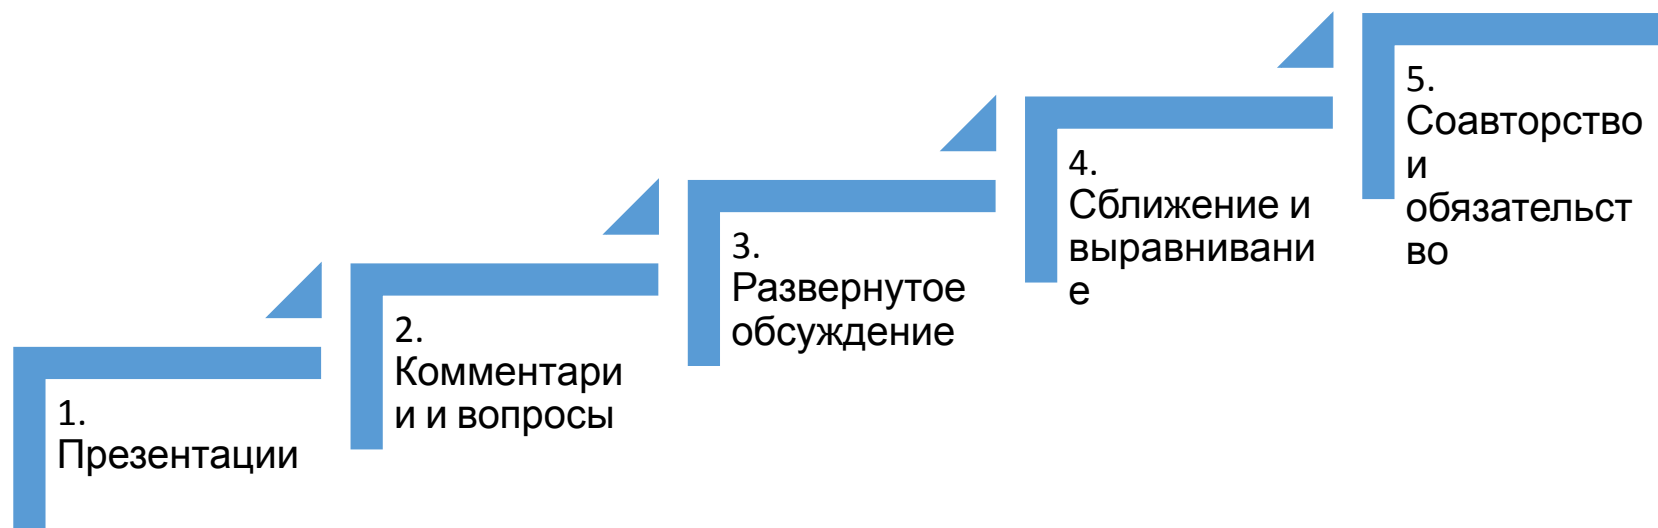 1.
Презентации
2.
Комментари
и и вопросы
3.
Развернутое
обсуждение
4.
Сближение и
выравнивани
е
5.
Соавторство
и
обязательст
во